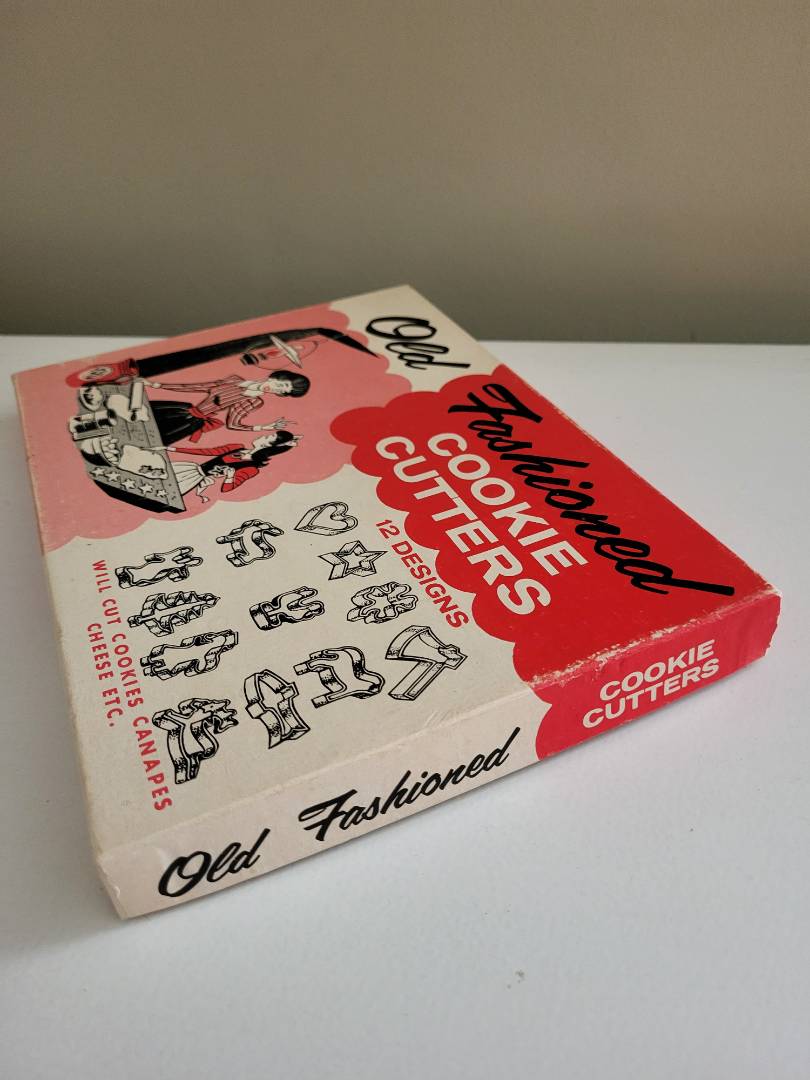 Old
Fashioned
COOKIE
CUTTERS
12 DESIGNS
WILL CUT COOKIES CANAPES
CHEESE ETC.
Old Fashioned
COOKIE
CUTTERS